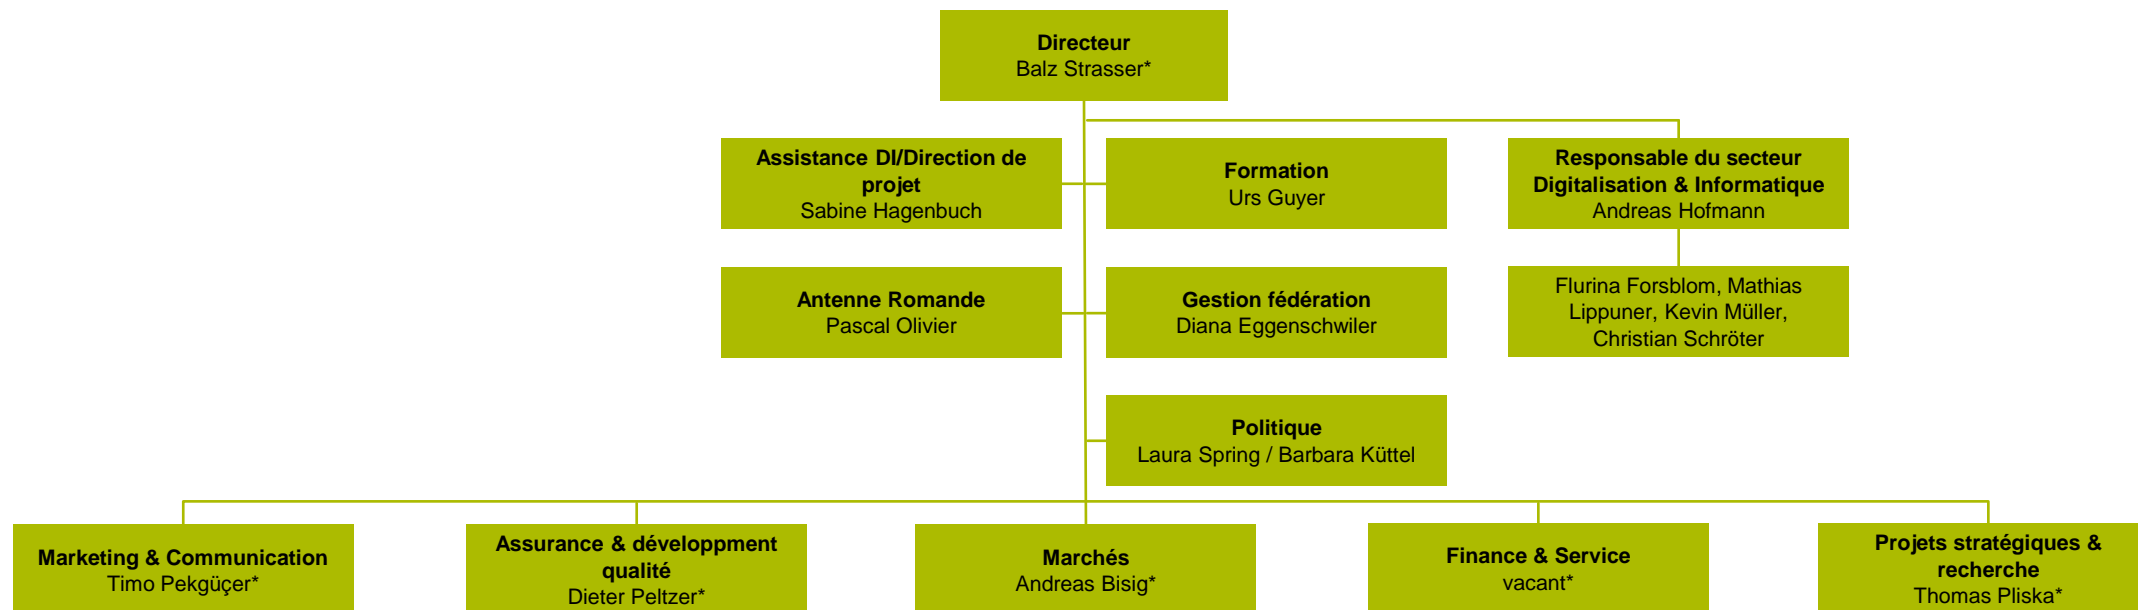 Directeur
Balz Strasser*
Assistance DI/Direction de
projet
Sabine Hagenbuch
Formation
Urs Guyer
Responsable du secteur
Digitalisation & Informatique
Andreas Hofmann
Antenne Romande
Pascal Olivier
Gestion fédération
Diana Eggenschwiler
Flurina Forsblom, Mathias
Lippuner, Kevin Müller,
Christian Schröter
Politique
Laura Spring / Barbara Küttel
Marketing & Communication
Timo Pekgüçer*
Assurance & développment
qualité
Dieter Peltzer*
Marchés
Andreas Bisig*
Finance & Service
vacant*
Projets stratégiques &
recherche
Thomas Pliska*